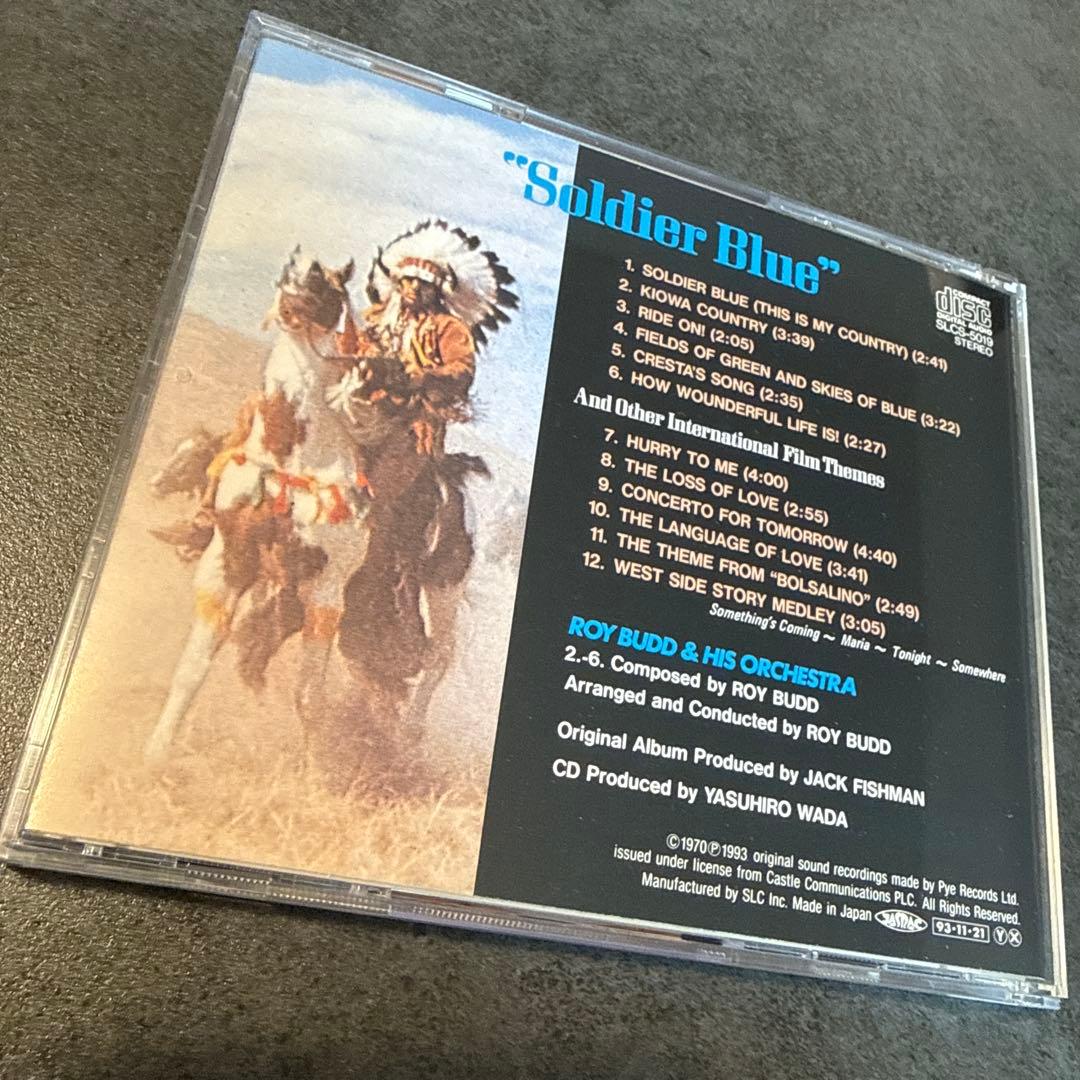 “Soldier Blue”
COMPACT
disc
DIGITAL AUDIO
SLCS-5019
STEREO
1. SOLDIER BLUE (THIS IS MY COUNTRY) (2:41)
2. KIOWA COUNTRY (3:39)
3. RIDE ON! (2:05)
4. FIELDS OF GREEN AND SKIES OF BLUE (3:22)
5. CRESTA'S SONG (2:35)
6. HOW WOUNDERFUL LIFE IS! (2:27)
And Other International Film Themes
7. HURRY TO ME (4:00)
8. THE LOSS OF LOVE (2:55)
9. CONCERTO FOR TOMORROW (4:40)
10. THE LANGUAGE OF LOVE (3:41)
11. THE THEME FROM “BOLSALINO” (2:49)
12. WEST SIDE STORY MEDLEY (3:05)
Something's Coming ~ Maria ~ Tonight ~ Somewhere
ROY BUDD & HIS ORCHESTRA
2.-6. Composed by ROY BUDD
Arranged and Conducted by ROY BUDD
Original Album Produced by JACK FISHMAN
CD Produced by YASUHIRO WADA
©1970℗1993 original sound recordings made by Pye Records Ltd.
issued under license from Castle Communications PLC. All Rights Reserved.
Manufactured by SLC Inc. Made in Japan JASRAC 93·11·21 Y X